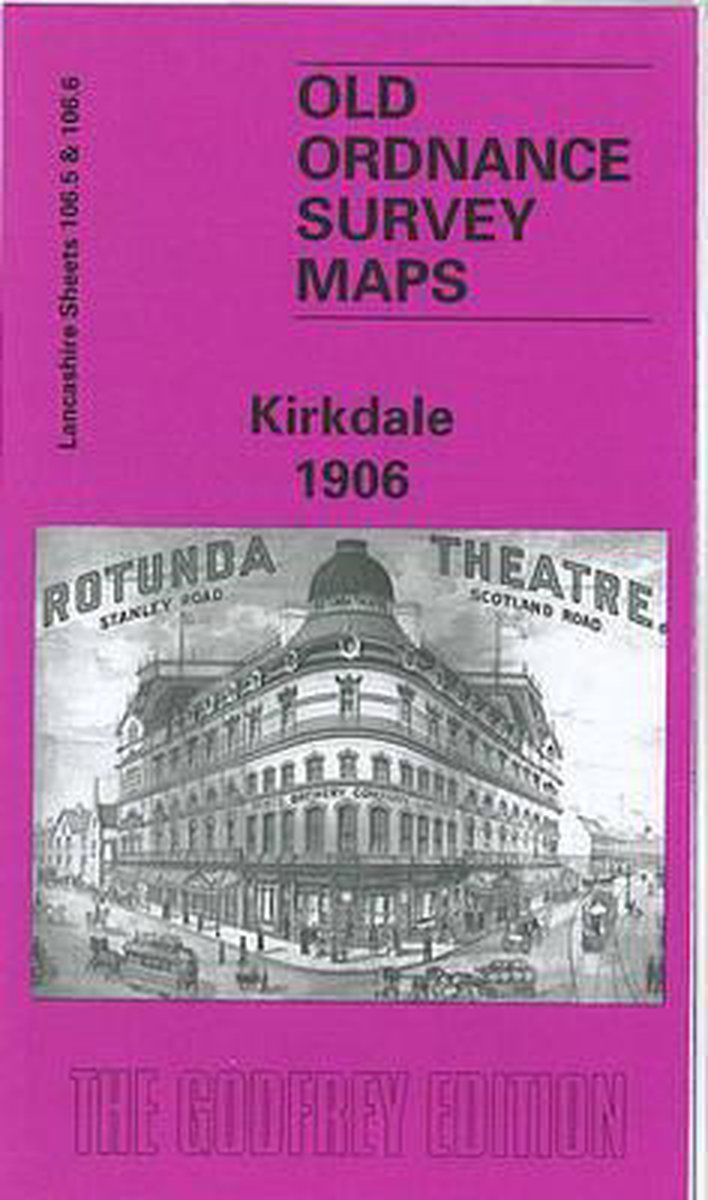 Lancashire Sheets 106.5 & 106.6
OLD
ORDNANCE
SURVEY
MAPS
Kirkdale
1906
ROTUNDA THEATRE.
STANLEY ROAD SCOTLAND ROAD
BREWERY
THE GODFREY EDITION